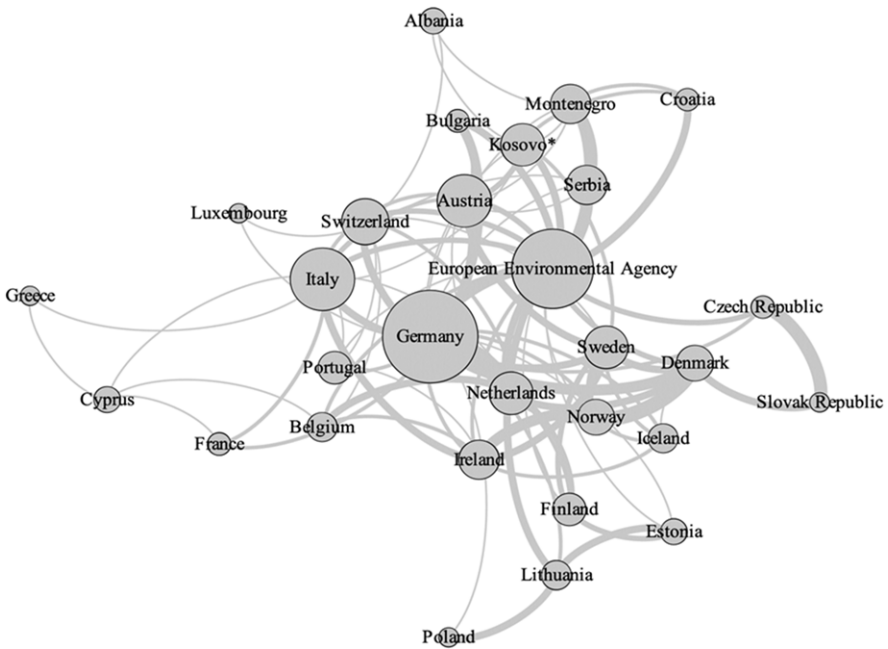 Albania
Montenegro
Croatia
Bulgaria
Kosovo*
Serbia
Austria
Luxembourg
Switzerland
European Environmental Agency
Italy
Greece
Czech Republic
Germany
Sweden
Denmark
Portugal
Netherlands
Cyprus
Slovak Republic
Norway
Belgium
Iceland
France
Ireland
Finland
Estonia
Lithuania
Poland